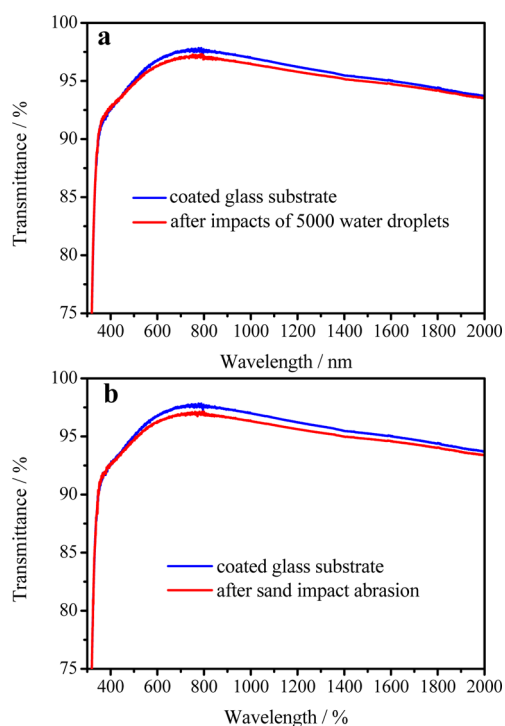 a
100
95
90
85
80
75
Transmittance / %
coated glass substrate
after impacts of 5000 water droplets
400 600 800 1000 1200 1400 1600 1800 2000
Wavelength / nm
b
100
95
90
85
80
75
Transmittance / %
coated glass substrate
after sand impact abrasion
400 600 800 1000 1200 1400 1600 1800 2000
Wavelength / %